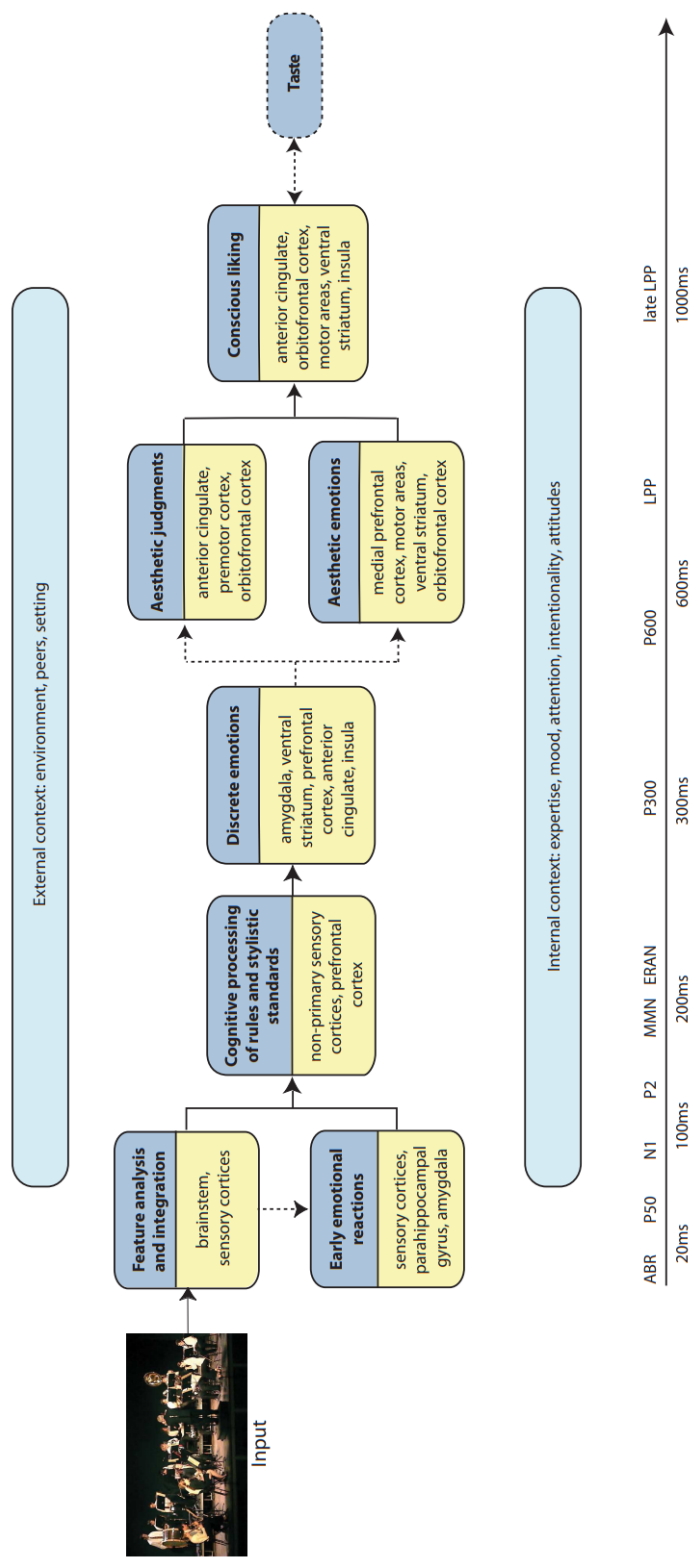 External context: environment, peers, setting
Input
Feature analysis
and integration
brainstem,
sensory cortices
Early emotional
reactions
sensory cortices,
parahippocampal
gyrus, amygdala
Cognitive processing
of rules and stylistic
standards
non-primary sensory
cortices, prefrontal
cortex
Discrete emotions
amygdala, ventral
striatum, prefrontal
cortex, anterior
cingulate, insula
Aesthetic judgments
anterior cingulate,
premotor cortex,
orbitofrontal cortex
Aesthetic emotions
medial prefrontal
cortex, motor areas,
ventral striatum,
orbitofrontal cortex
Conscious liking
anterior cingulate,
orbitofrontal cortex,
motor areas, ventral
striatum, insula
Taste
Internal context: expertise, mood, attention, intentionality, attitudes
ABR P50 N1 P2 MMN ERAN P300 P600 LPP late LPP
20ms 100ms 200ms 300ms 600ms 1000ms